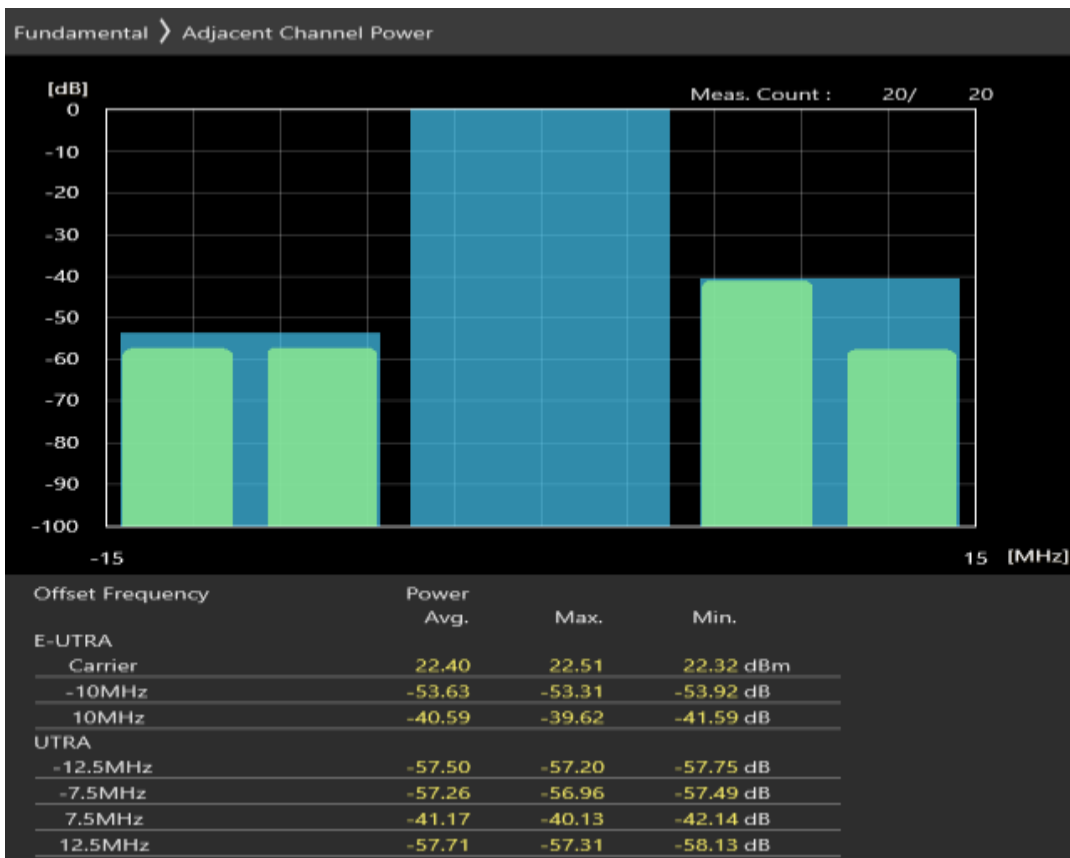 Fundamental 〉 Adjacent Channel Power
[dB]
Meas. Count : 20/ 20
0
-10
-20
-30
-40
-50
-60
-70
-80
-90
-100
-15 15 [MHz]
Offset Frequency Power
Avg. Max. Min.
E-UTRA
Carrier 22.40 22.51 22.32 dBm
-10MHz -53.63 -53.31 -53.92 dB
10MHz -40.59 -39.62 -41.59 dB
UTRA
-12.5MHz -57.50 -57.20 -57.75 dB
-7.5MHz -57.26 -56.96 -57.49 dB
7.5MHz -41.17 -40.13 -42.14 dB
12.5MHz -57.71 -57.31 -58.13 dB